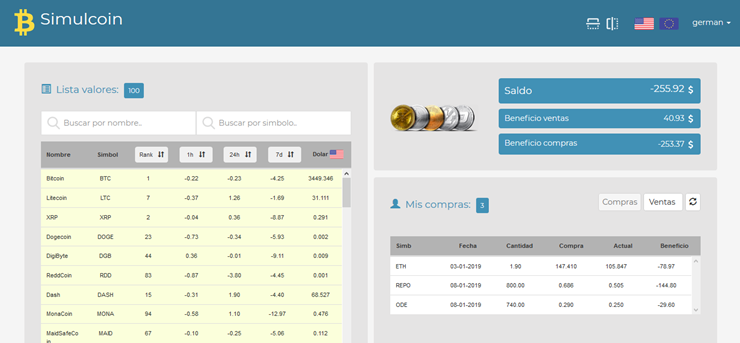 Simulcoin
german
Lista valores: 100
Buscar por nombre..
Buscar por simbolo..
Nombre Simbol Rank 1h 24h 7d Dolar
Bitcoin BTC 1 -0.22 -0.23 -4.25 3449.346
Litecoin LTC 7 -0.37 1.26 -1.69 31.111
XRP XRP 2 -0.04 0.36 -8.87 0.291
Dogecoin DOGE 23 -0.73 -0.34 -5.93 0.002
DigiByte DGB 44 0.36 -0.01 -9.11 0.009
ReddCoin RDD 83 -0.87 -3.80 -4.45 0.001
Dash DASH 15 -0.31 1.90 -4.40 68.527
MonaCoin MONA 94 -0.58 1.10 -12.97 0.476
MaidSafeCo MAID 67 -0.10 -0.25 -5.06 0.112
in
Saldo -255.92 $
Beneficio ventas 40.93 $
Beneficio compras -253.37 $
Mis compras: 3
Compras Ventas
Simb Fecha Cantidad Compra Actual Beneficio
ETH 03-01-2019 1.90 147.410 105.847 -78.97
REPO 08-01-2019 800.00 0.686 0.505 -144.80
ODE 08-01-2019 740.00 0.290 0.250 -29.60